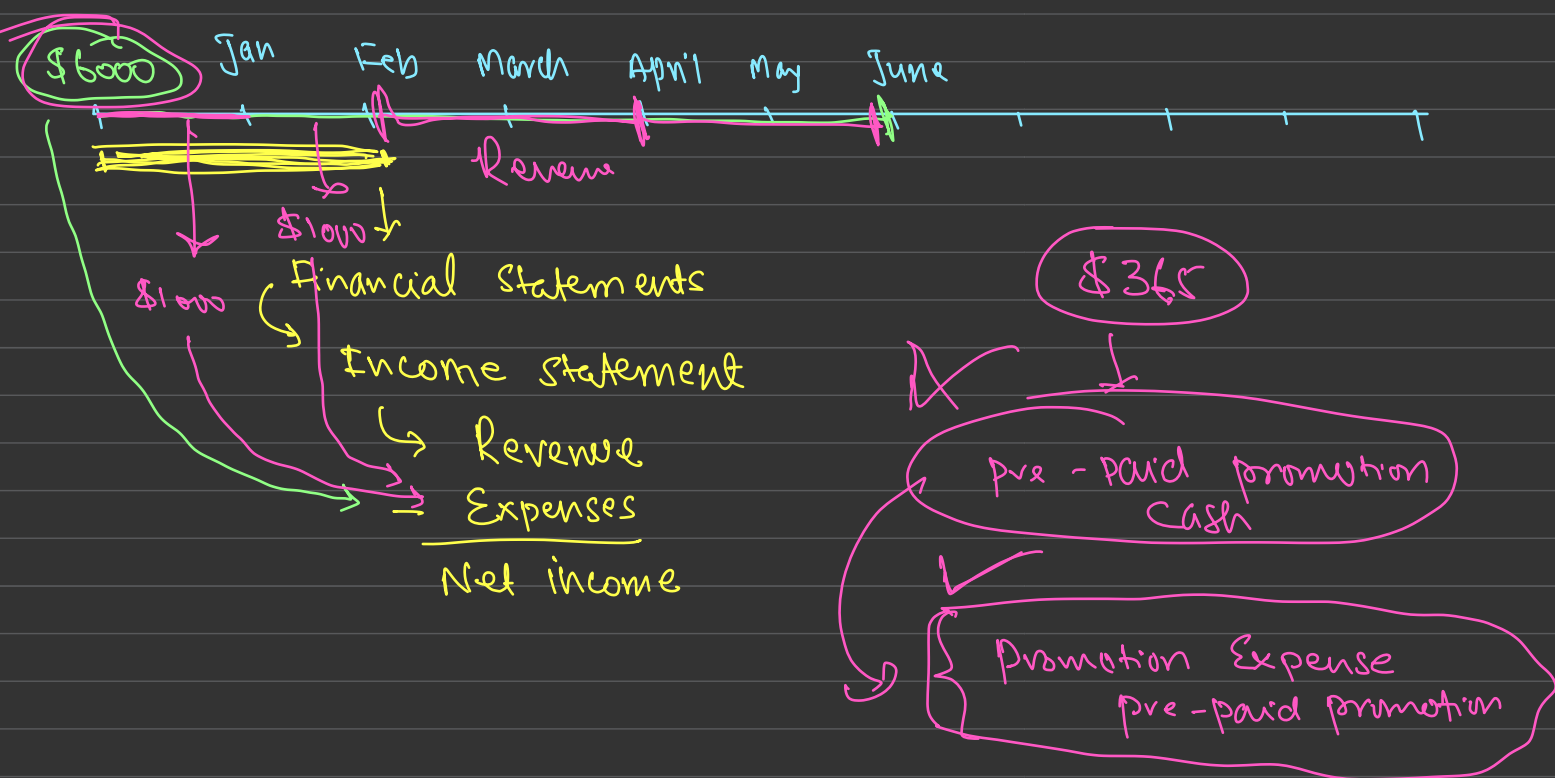 $6000
Jan Feb March April May June
Revenue
$1000
$1000
Financial statements
Income statement
Revenue
- Expenses
Net income
$365
pre-paid promotion
Cash
Promotion Expense
pre-paid promotion